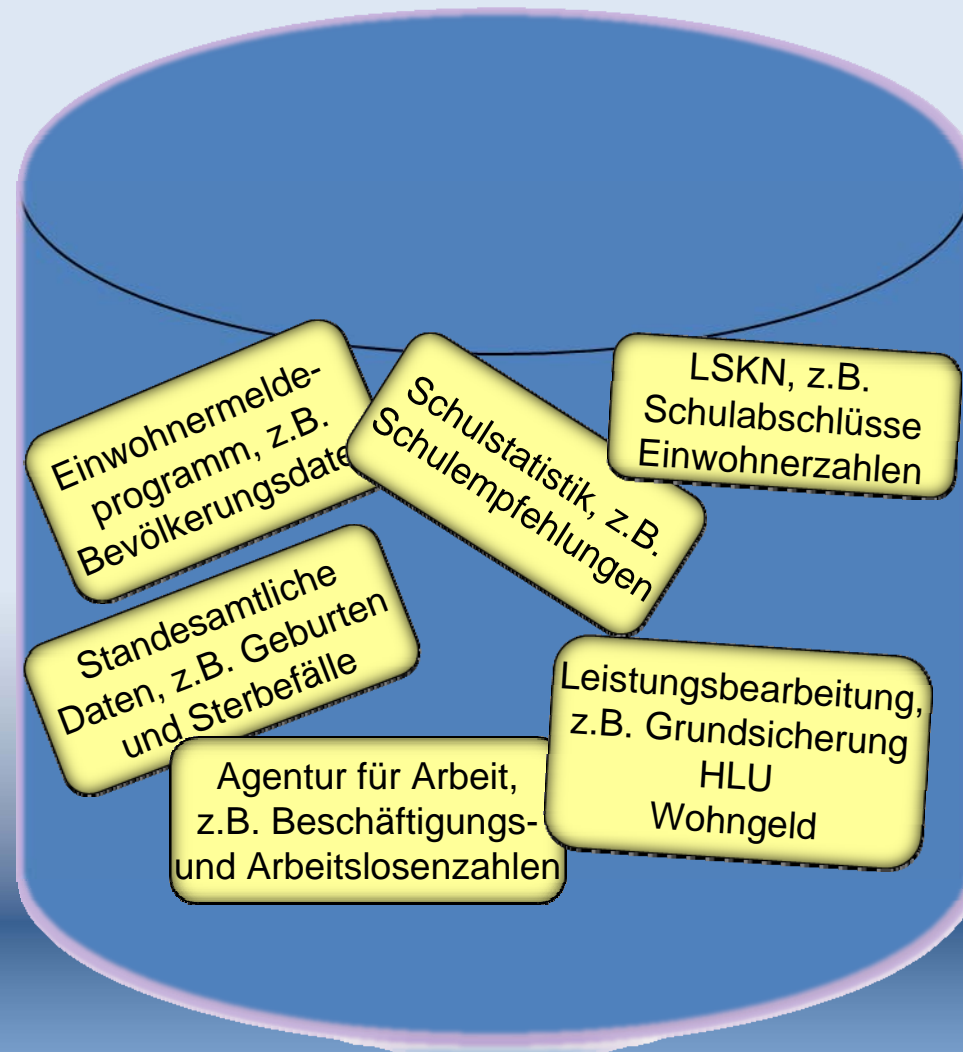 Einwohnermelde-
programm, z.B.
Bevölkerungsdate
Schulstatistik, z.B.
Schulempfehlungen
LSKN, z.B.
Schulabschlüsse
Einwohnerzahlen
Standesamtliche
Daten, z.B. Geburten
und Sterbefälle
Leistungsbearbeitung,
z.B. Grundsicherung
HLU
Wohngeld
Agentur für Arbeit,
z.B. Beschäftigungs-
und Arbeitslosenzahlen